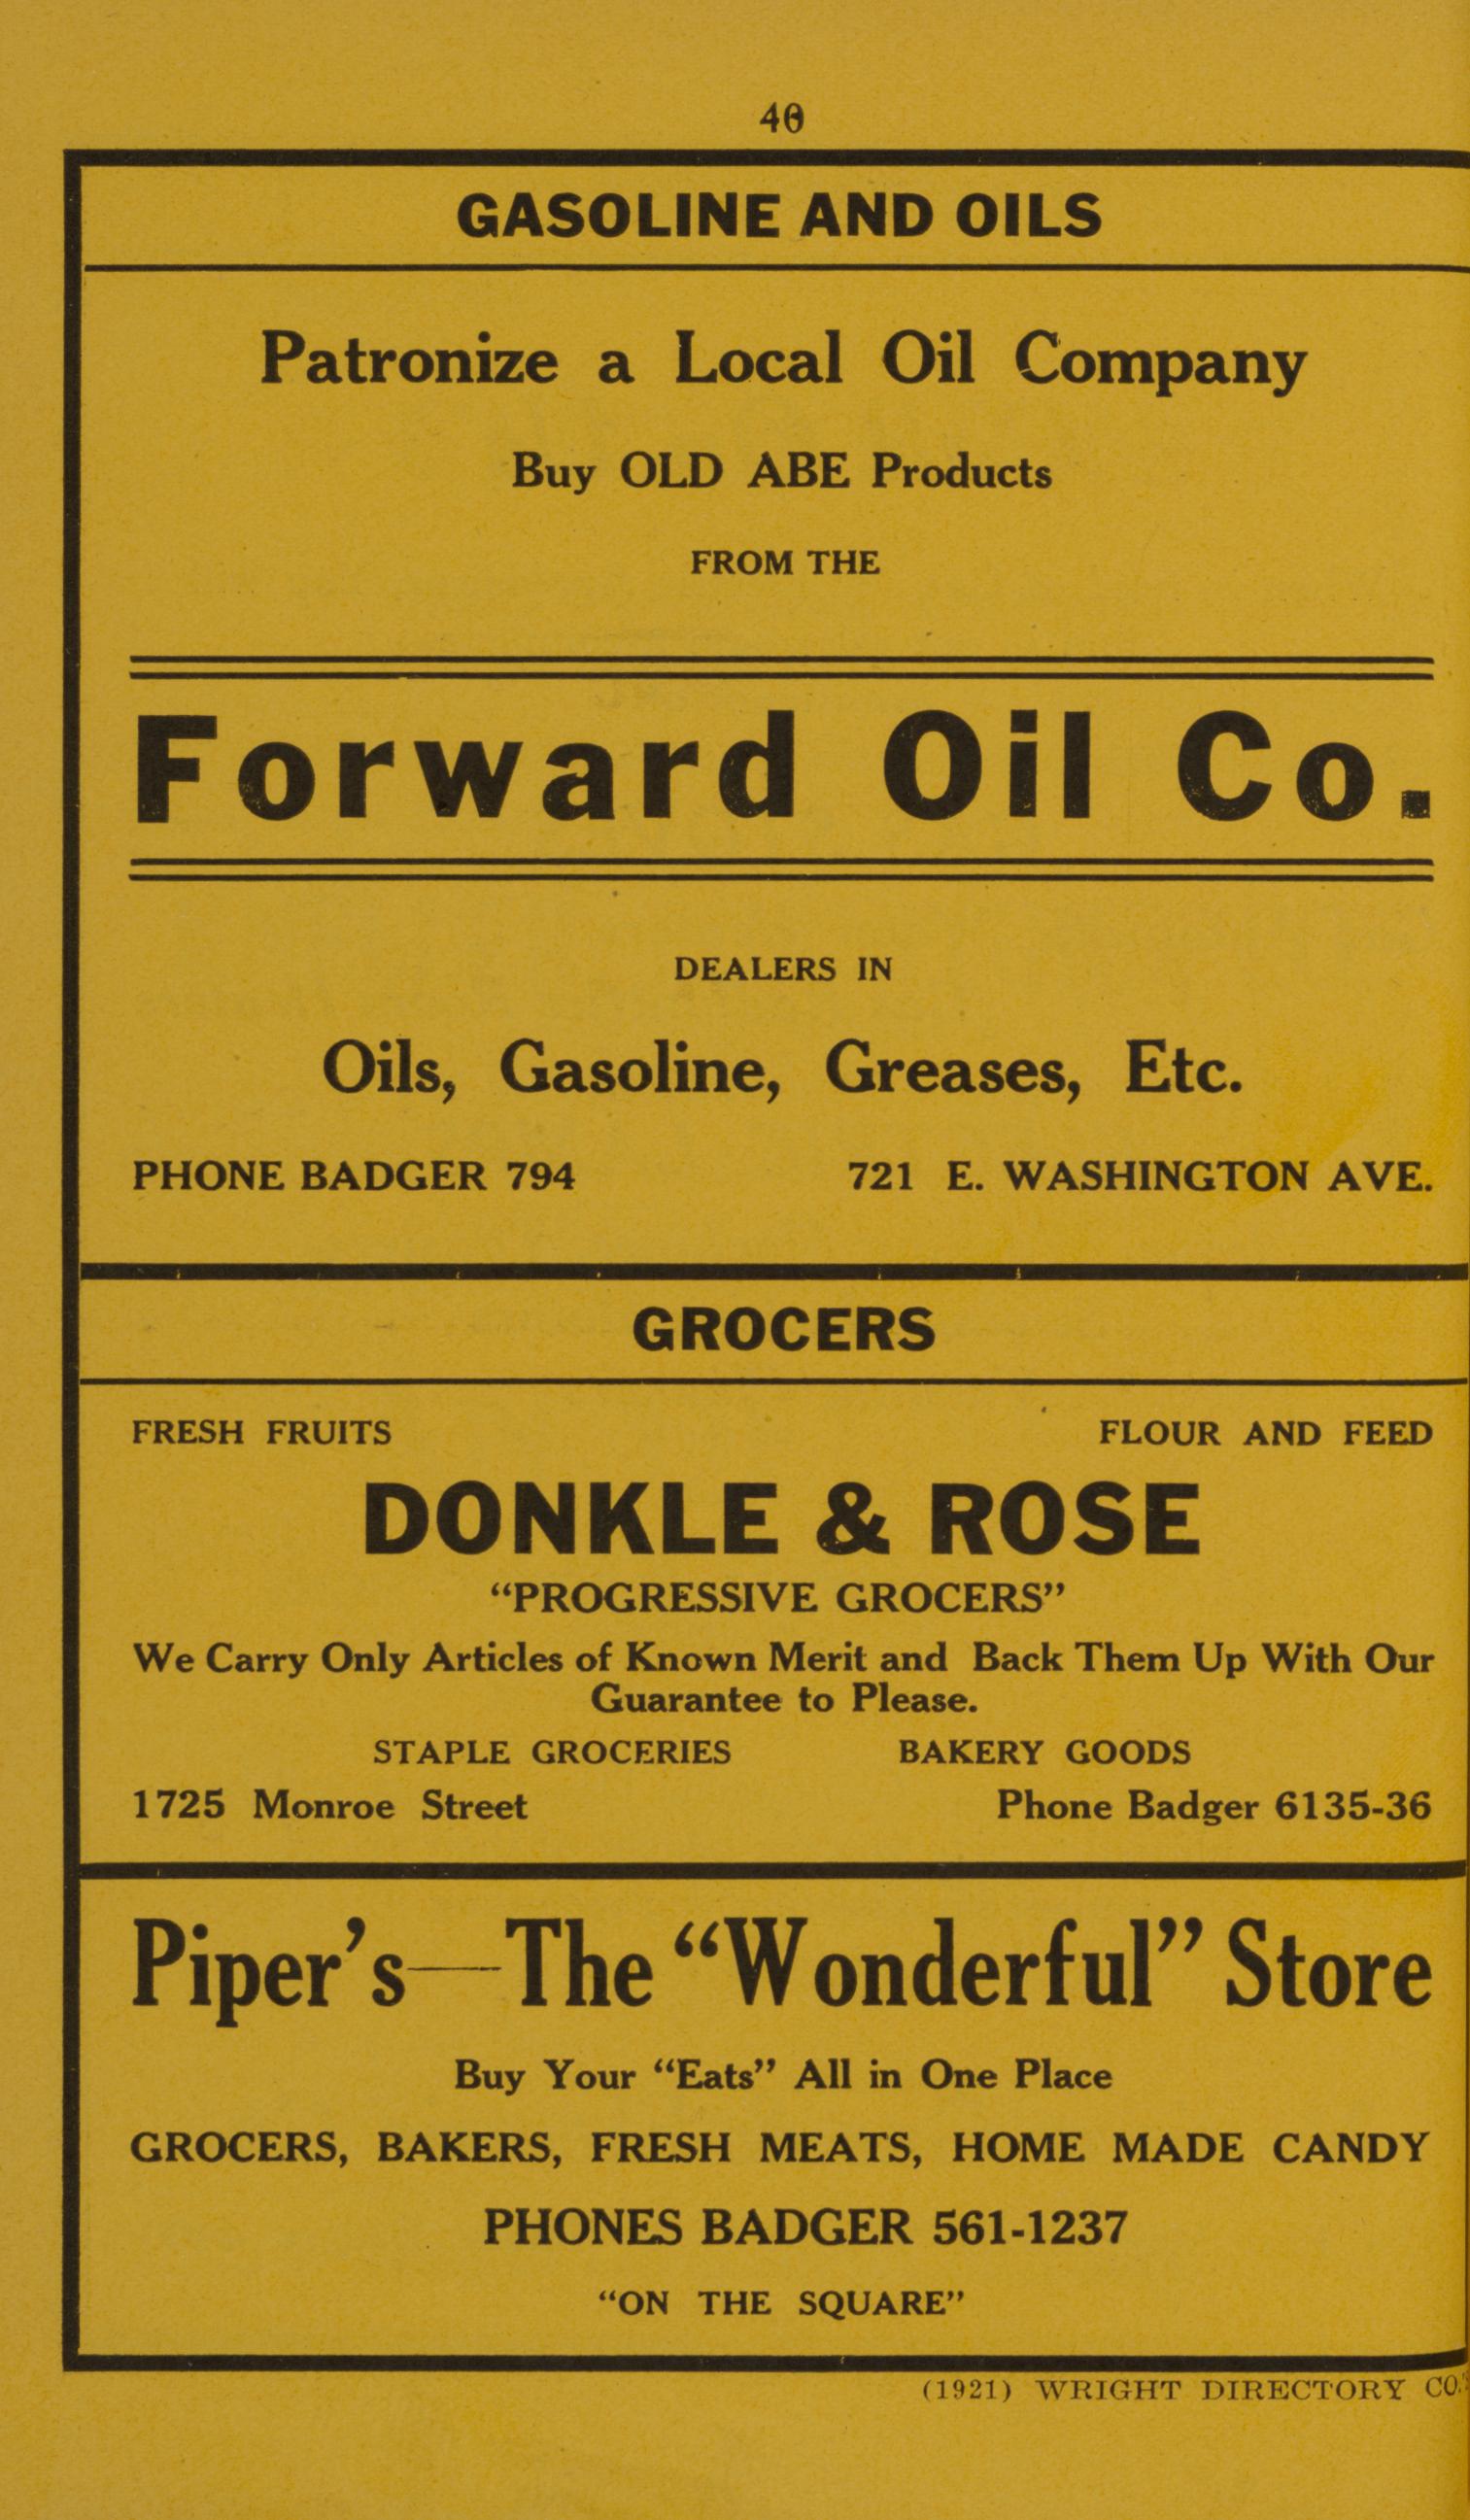 40
GASOLINE AND OILS
Patronize a Local Oil Company
Buy OLD ABE Products
FROM THE
Forward Oil Co.
DEALERS IN
Oils, Gasoline, Greases, Etc.
PHONE BADGER 794 721 E. WASHINGTON AVE.
GROCERS
FRESH FRUITS FLOUR AND FEED
DONKLE & ROSE
“PROGRESSIVE GROCERS”
We Carry Only Articles of Known Merit and Back Them Up With Our
Guarantee to Please.
STAPLE GROCERIES BAKERY GOODS
1725 Monroe Street Phone Badger 6135-36
Piper’s—The “Wonderful” Store
Buy Your “Eats” All in One Place
GROCERS, BAKERS, FRESH MEATS, HOME MADE CANDY
PHONES BADGER 561-1237
“ON THE SQUARE”
(1921) WRIGHT DIRECTORY CO.'